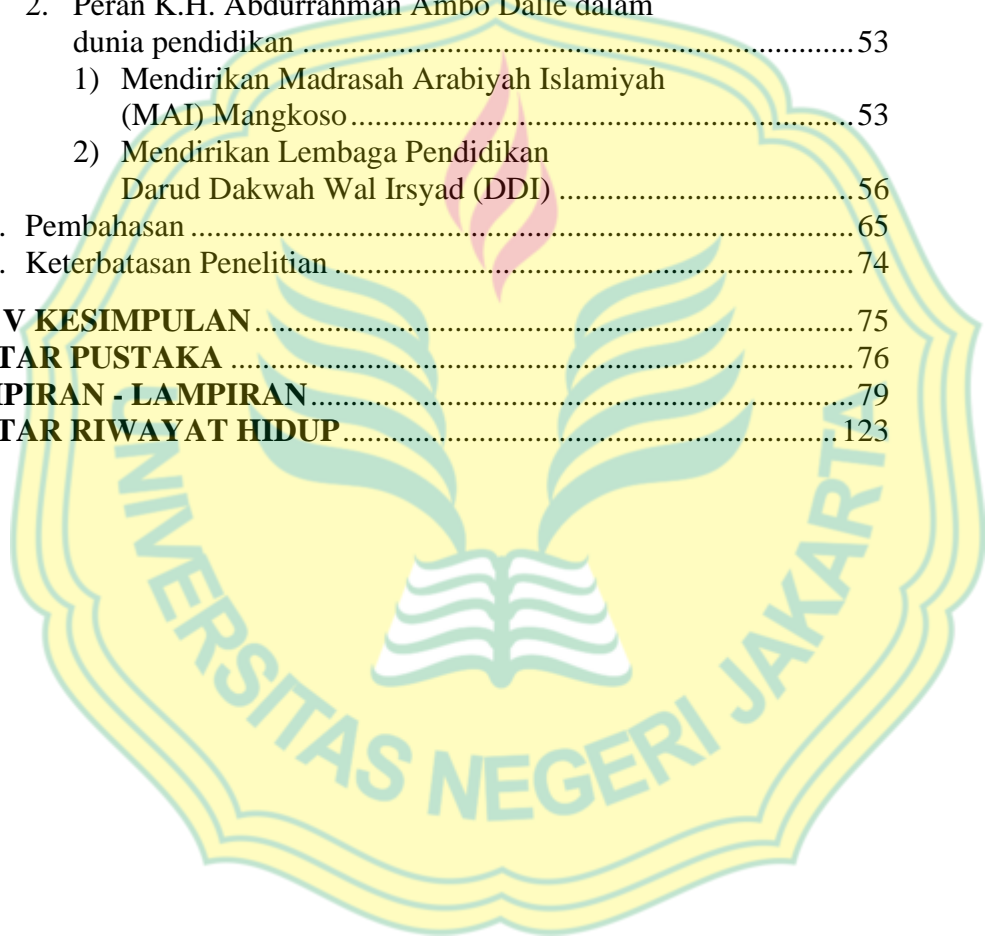 2. Peran K.H. Abdurrahman Ambo Dalle dalam
dunia pendidikan ........ 53
1) Mendirikan Madrasah Arabiyah Islamiyah
(MAI) Mangkoso ........ 53
2) Mendirikan Lembaga Pendidikan
Darud Dakwah Wal Irsyad (DDI) ........ 56
. Pembahasan ........ 65
. Keterbatasan Penelitian ........ 74
V KESIMPULAN ........ 75
TAR PUSTAKA ........ 76
PIRAN - LAMPIRAN ........ 79
TAR RIWAYAT HIDUP ........ 123
UNIVERSITAS NEGERI JAKARTA